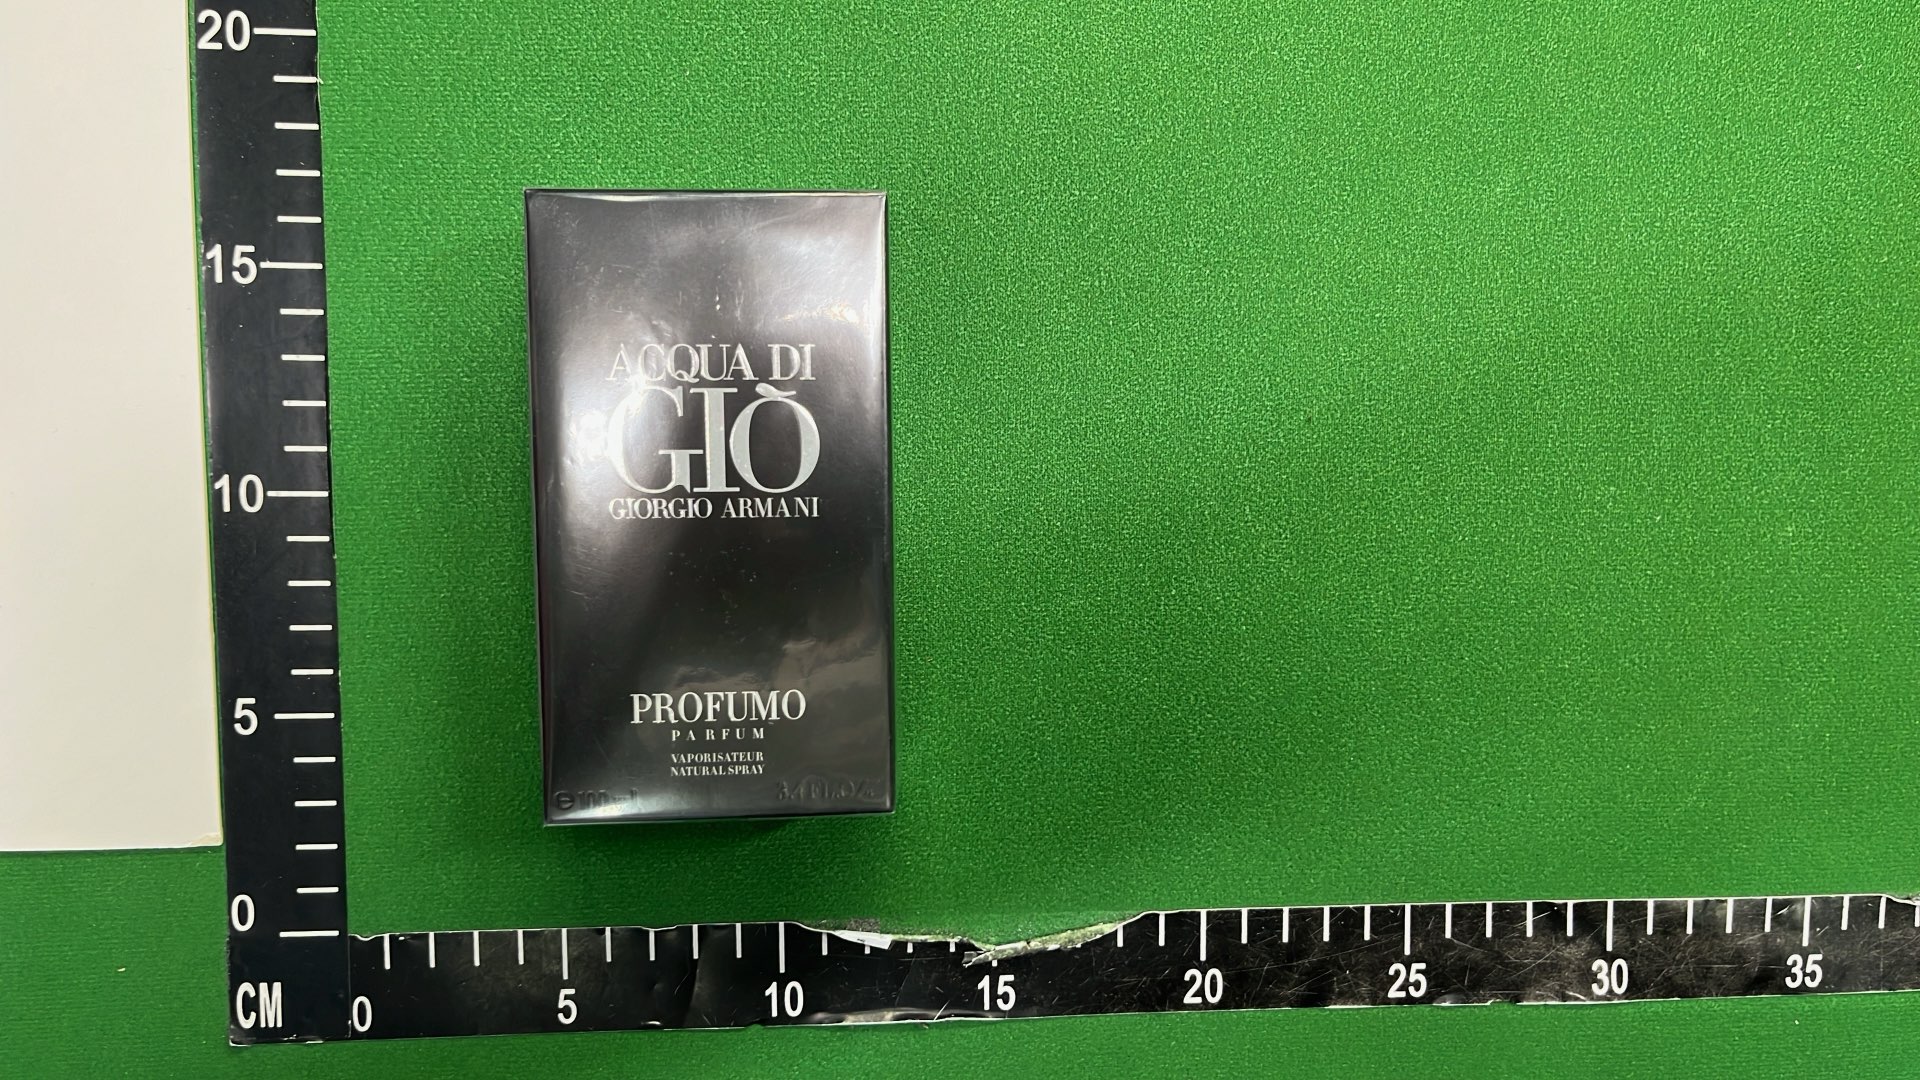 20
15
10
5
0
CM
0
5
10
15
20
25
30
35
ACQUA DI
GIÒ
GIORGIO ARMANI
PROFUMO
PARFUM
VAPORISATEUR
NATURAL SPRAY